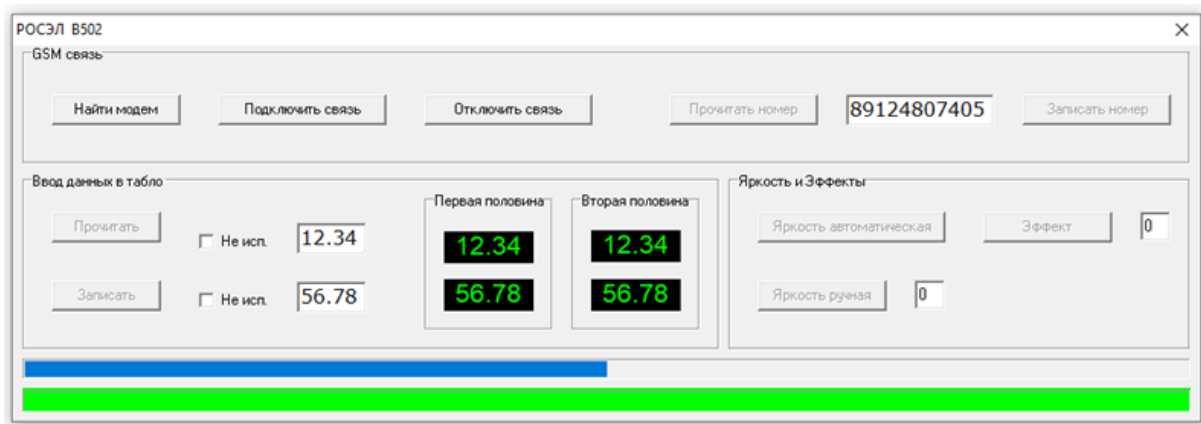 РОСЭЛ В502
GSM связь
Найти модем Подключить связь Отключить связь Прочитать номер 89124807405 Записать номер
Ввод данных в табло
Прочитать Не исп. 12.34
Записать Не исп. 56.78
Первая половина
12.34
56.78
Вторая половина
12.34
56.78
Яркость и Эффекты
Яркость автоматическая Эффект 0
Яркость ручная 0